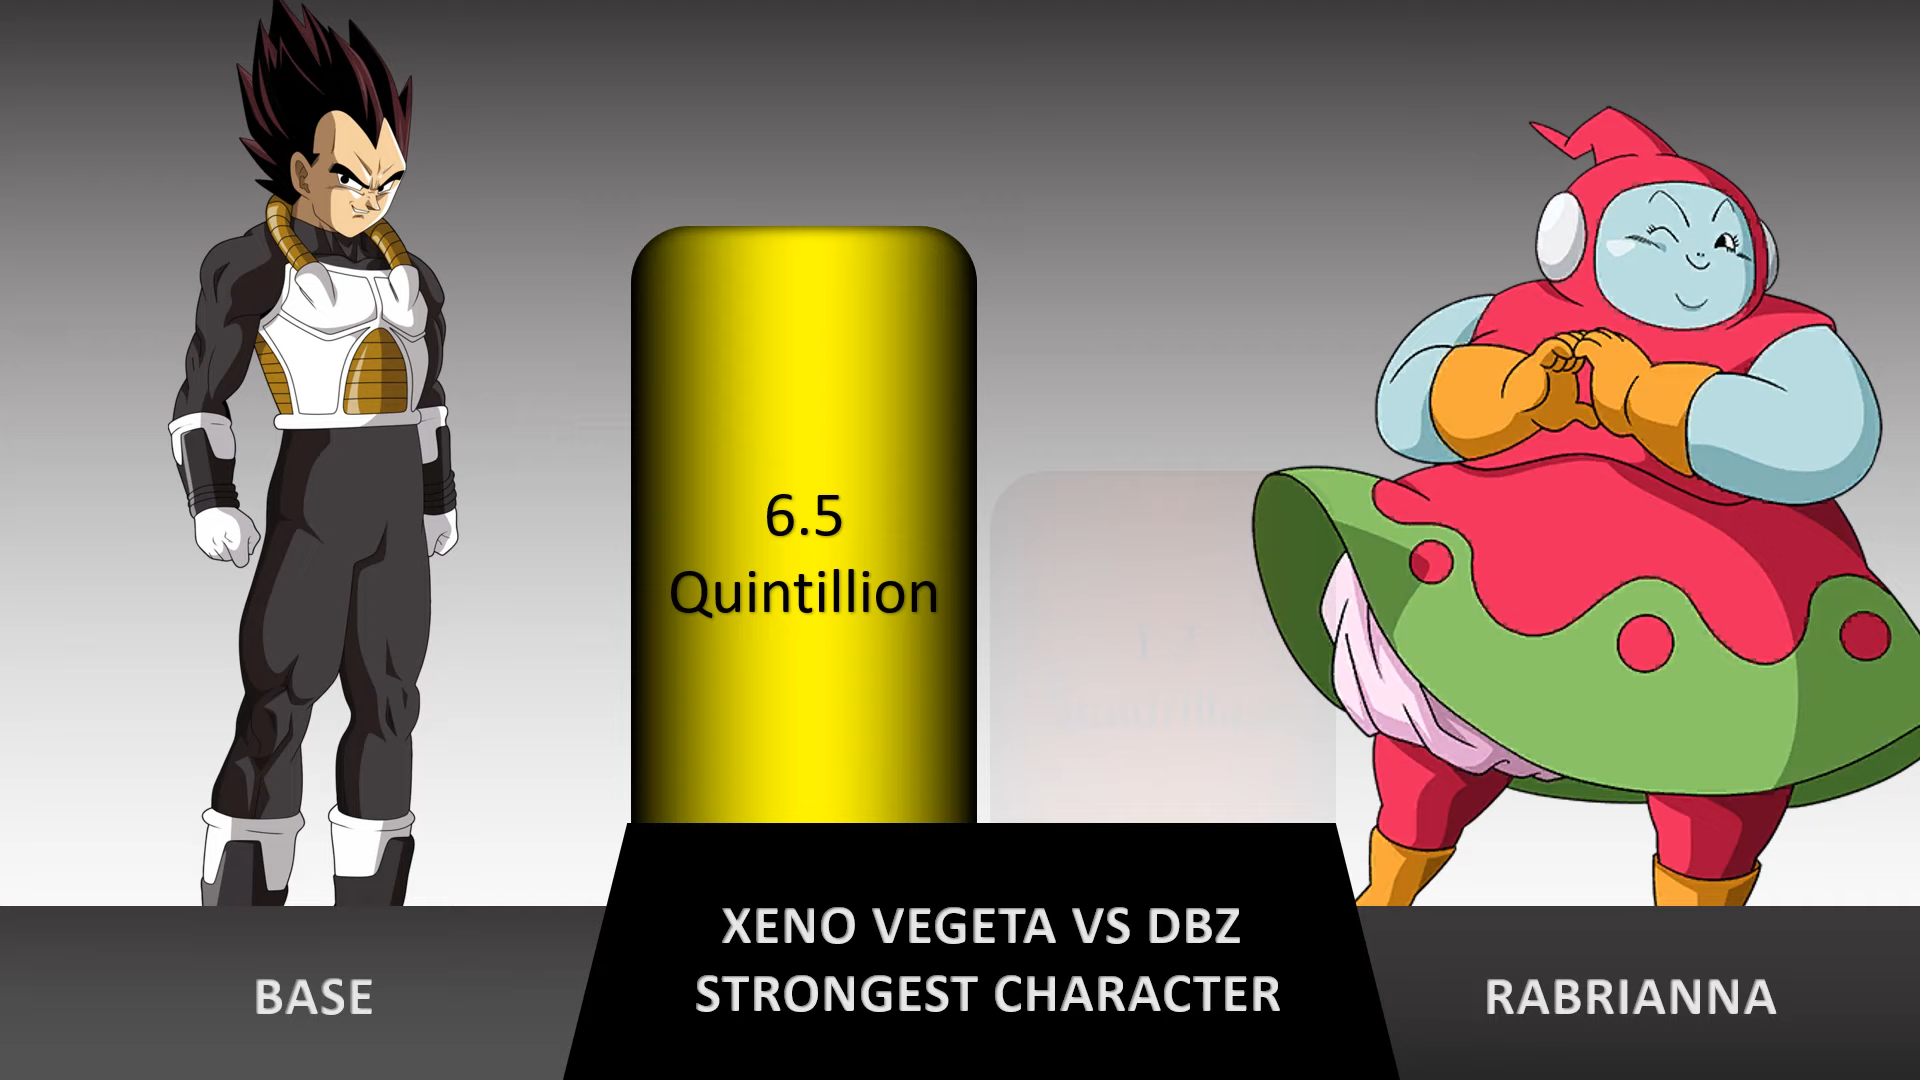 6.5
Quintillion
XENO VEGETA VS DBZ
STRONGEST CHARACTER
BASE
RABRIANNA